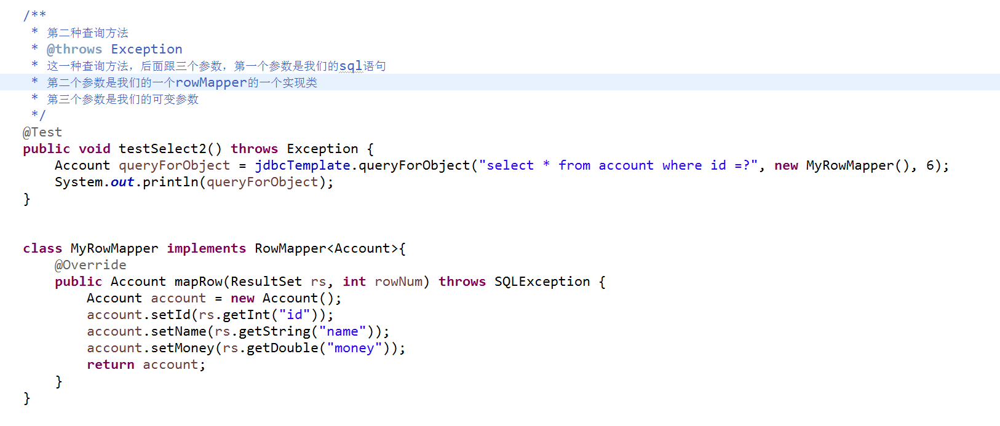 /**
 * 第二种查询方法
 * @throws Exception
 * 这一种查询方法，后面跟三个参数，第一个参数是我们的sql语句
 * 第二个参数是我们的一个rowMapper的一个实现类
 * 第三个参数是我们的可变参数
 */
@Test
public void testSelect2() throws Exception {
    Account queryForObject = jdbcTemplate.queryForObject("select * from account where id =?", new MyRowMapper(), 6);
    System.out.println(queryForObject);
}
class MyRowMapper implements RowMapper<Account>{
    @Override
    public Account mapRow(ResultSet rs, int rowNum) throws SQLException {
        Account account = new Account();
        account.setId(rs.getInt("id"));
        account.setName(rs.getString("name"));
        account.setMoney(rs.getDouble("money"));
        return account;
    }
}